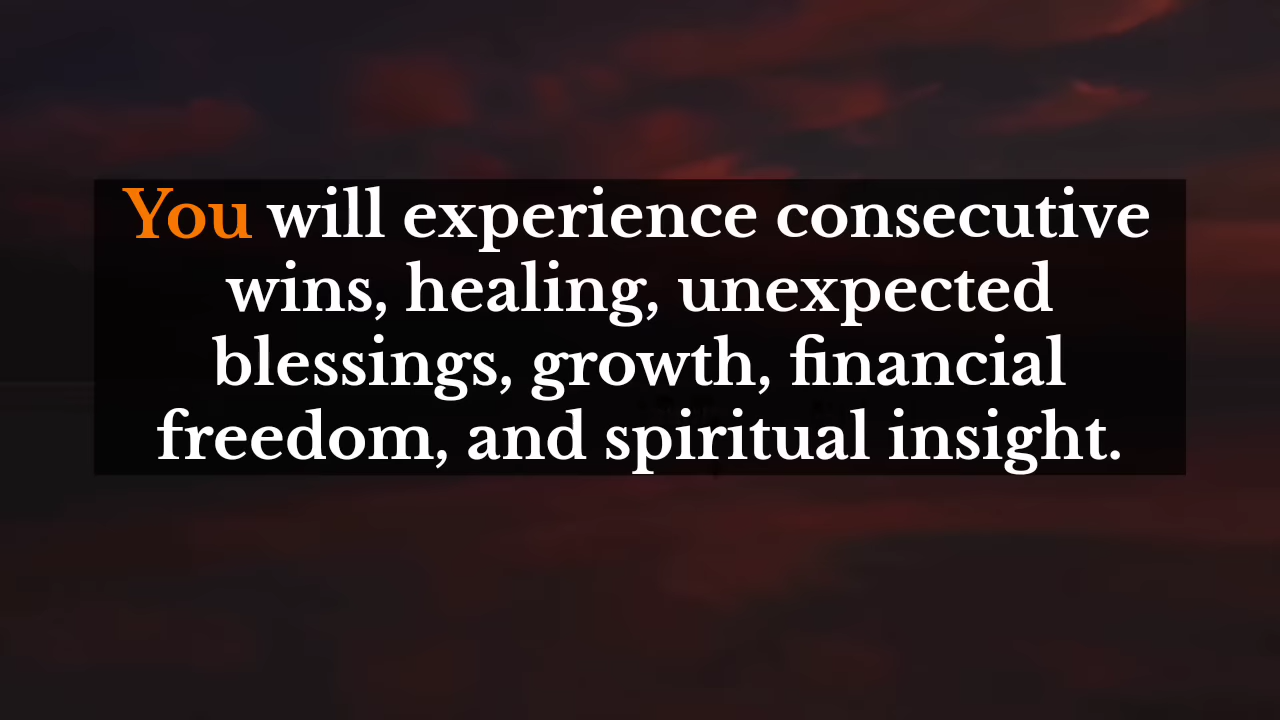 You will experience consecutive
wins, healing, unexpected
blessings, growth, financial
freedom, and spiritual insight.